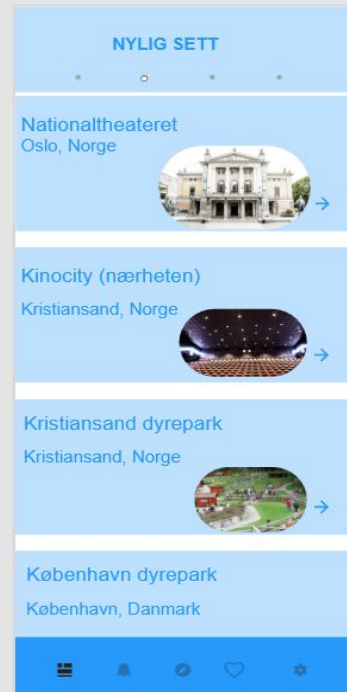 NYLIG SETT
Nationaltheateret
Oslo, Norge
Kinocity (nærheten)
Kristiansand, Norge
Kristiansand dyrepark
Kristiansand, Norge
København dyrepark
København, Danmark